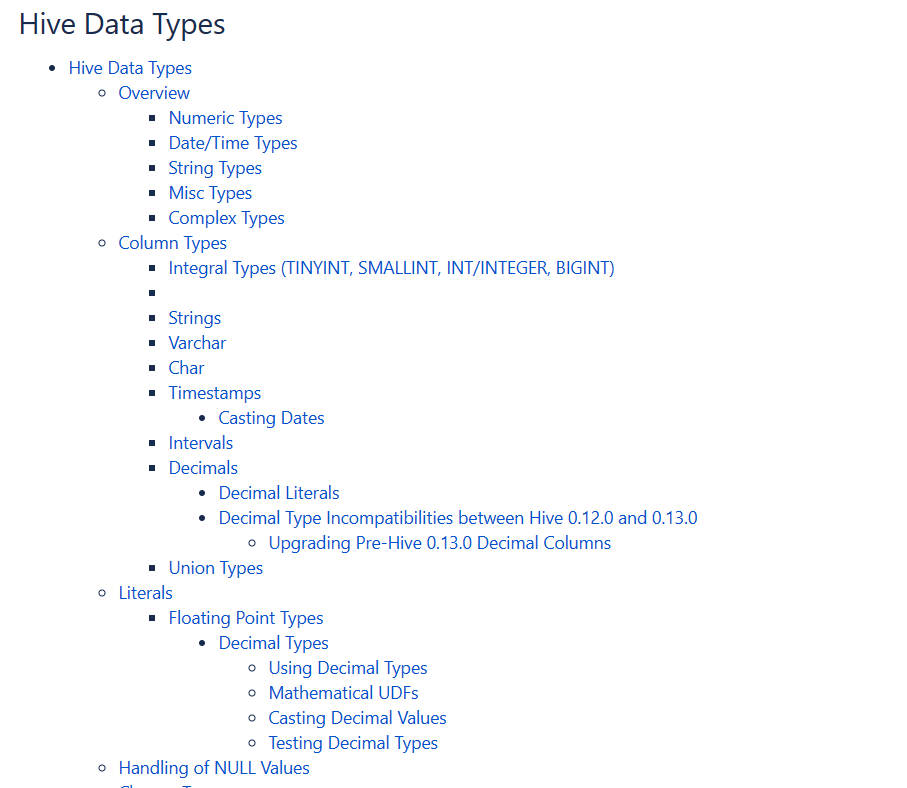 Hive Data Types
Hive Data Types
Overview
Numeric Types
Date/Time Types
String Types
Misc Types
Complex Types
Column Types
Integral Types (TINYINT, SMALLINT, INT/INTEGER, BIGINT)
Strings
Varchar
Char
Timestamps
Casting Dates
Intervals
Decimals
Decimal Literals
Decimal Type Incompatibilities between Hive 0.12.0 and 0.13.0
Upgrading Pre-Hive 0.13.0 Decimal Columns
Union Types
Literals
Floating Point Types
Decimal Types
Using Decimal Types
Mathematical UDFs
Casting Decimal Values
Testing Decimal Types
Handling of NULL Values